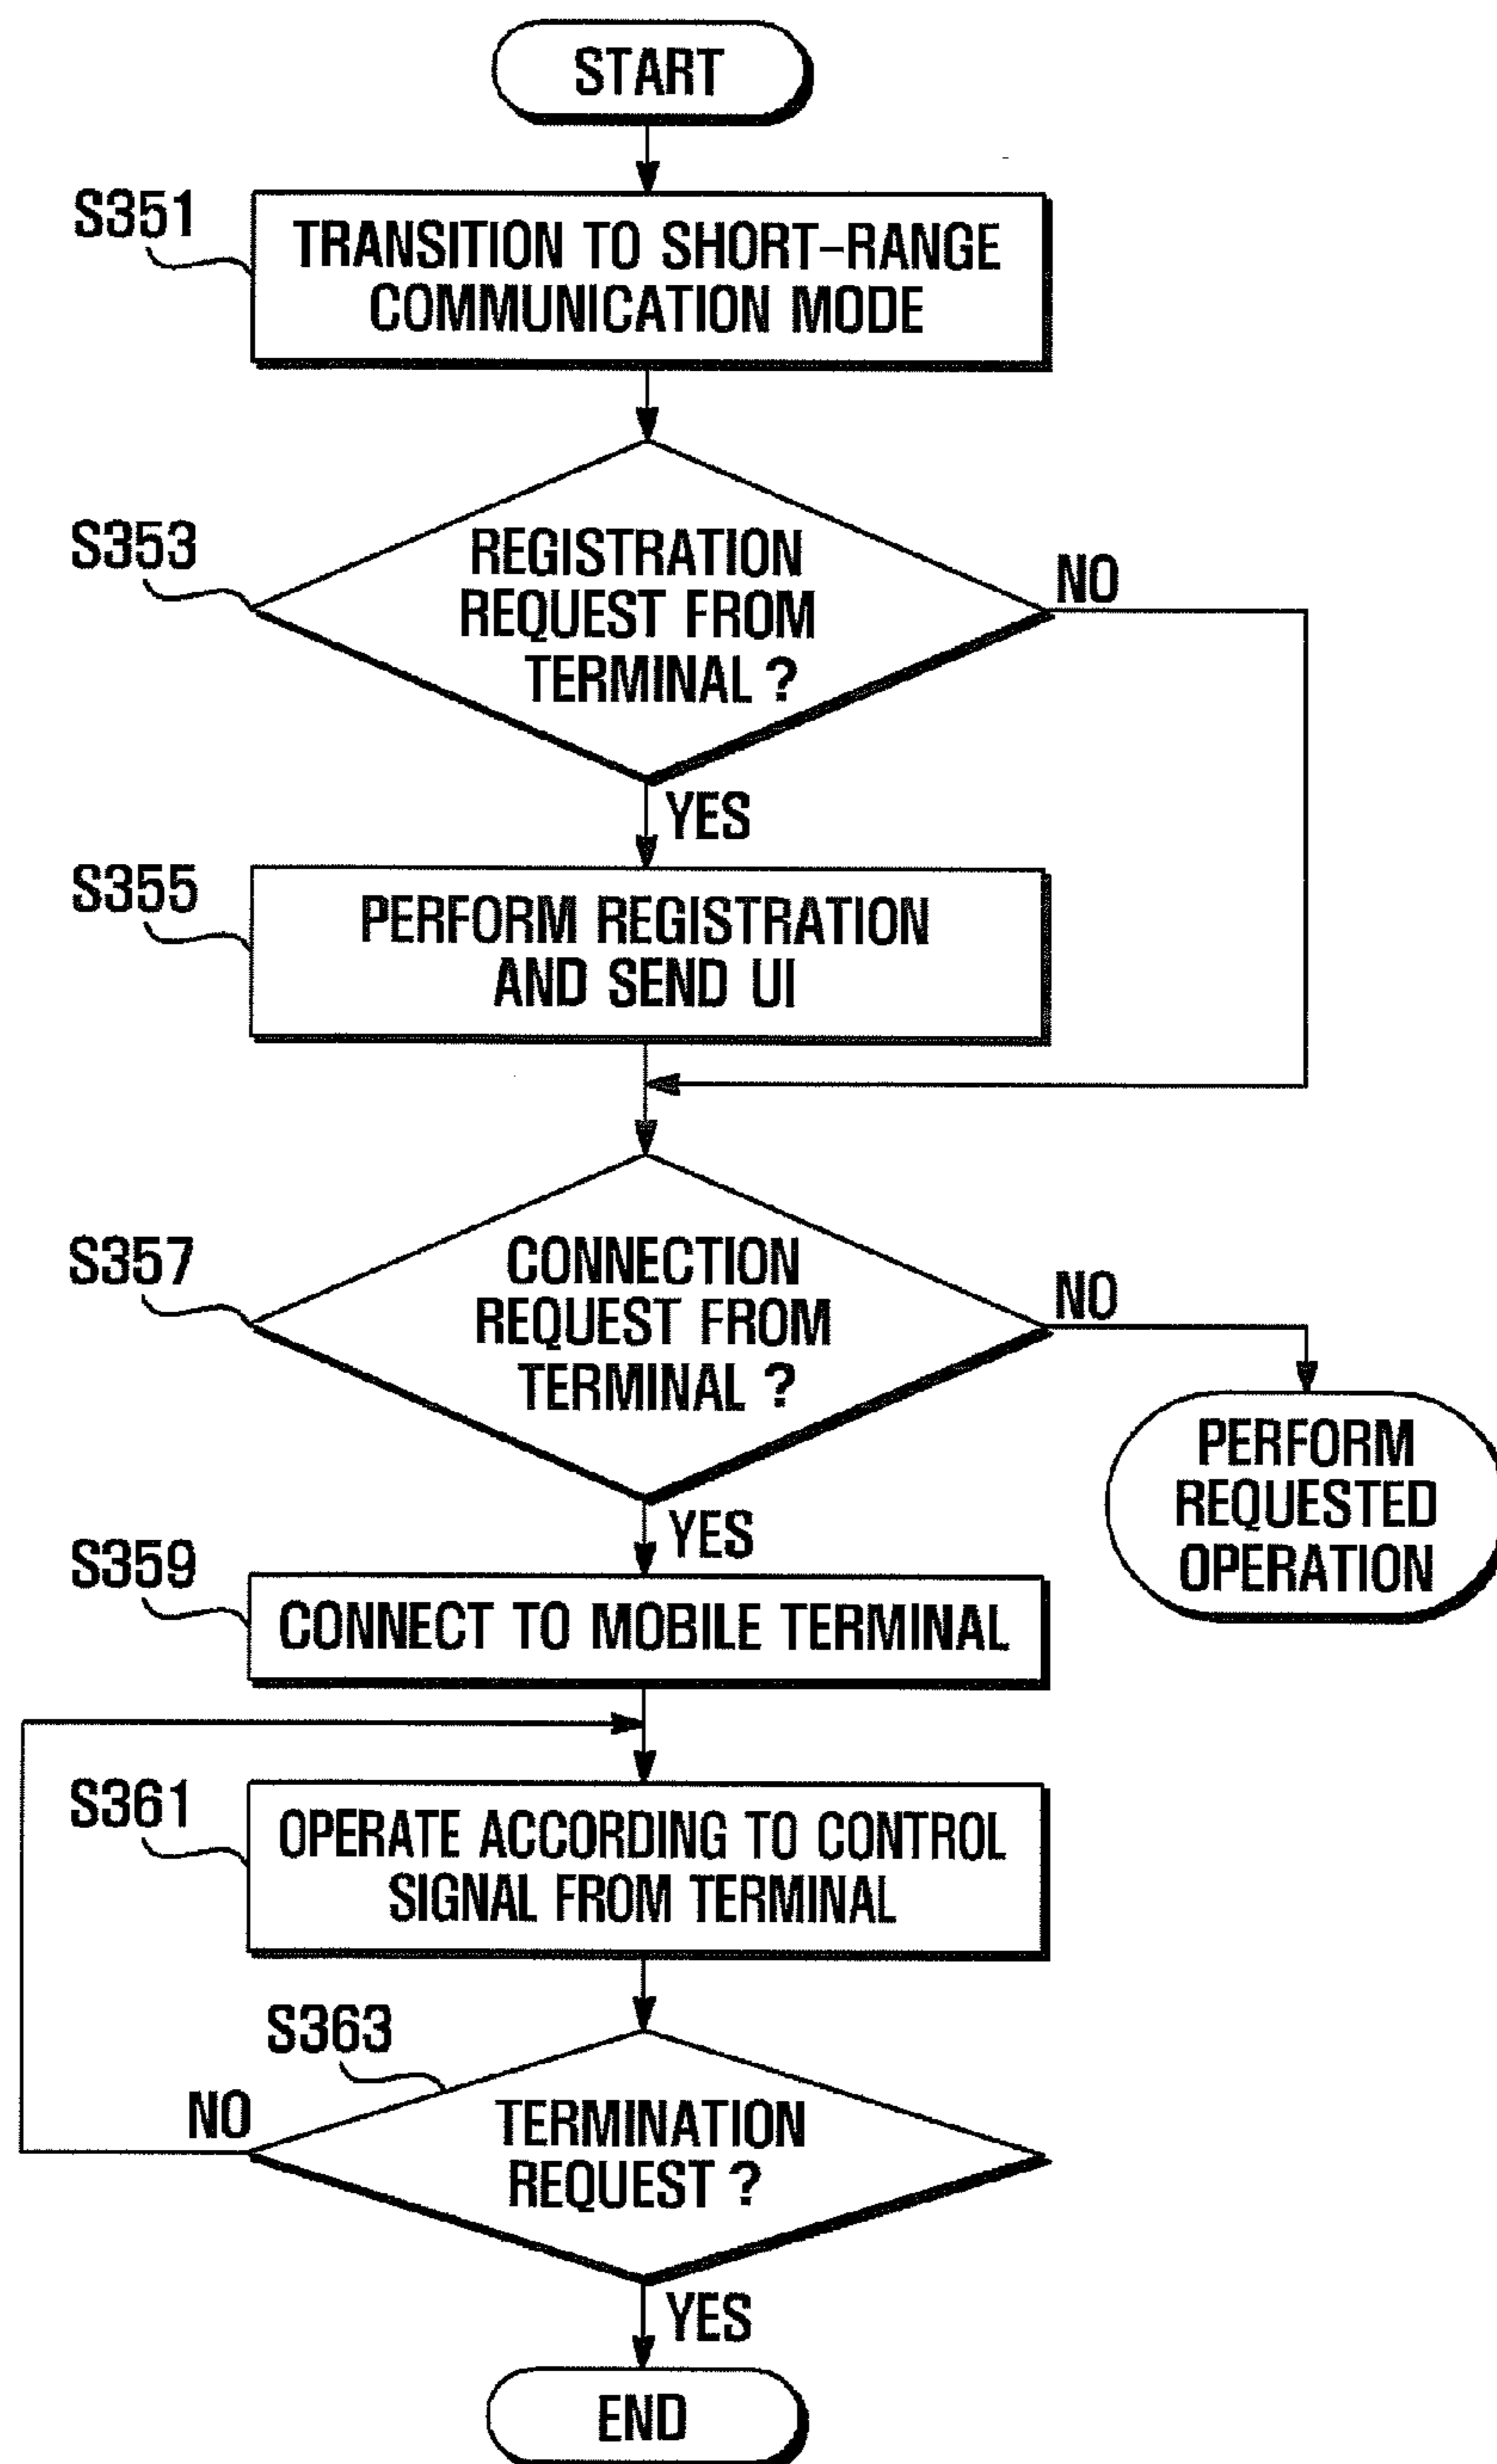 START
S351
TRANSITION TO SHORT-RANGE
COMMUNICATION MODE
S353
REGISTRATION
REQUEST FROM
TERMINAL ?
NO
YES
S355
PERFORM REGISTRATION
AND SEND UI
S357
CONNECTION
REQUEST FROM
TERMINAL ?
NO
PERFORM
REQUESTED
OPERATION
YES
S359
CONNECT TO MOBILE TERMINAL
S361
OPERATE ACCORDING TO CONTROL
SIGNAL FROM TERMINAL
S363
NO
TERMINATION
REQUEST ?
YES
END